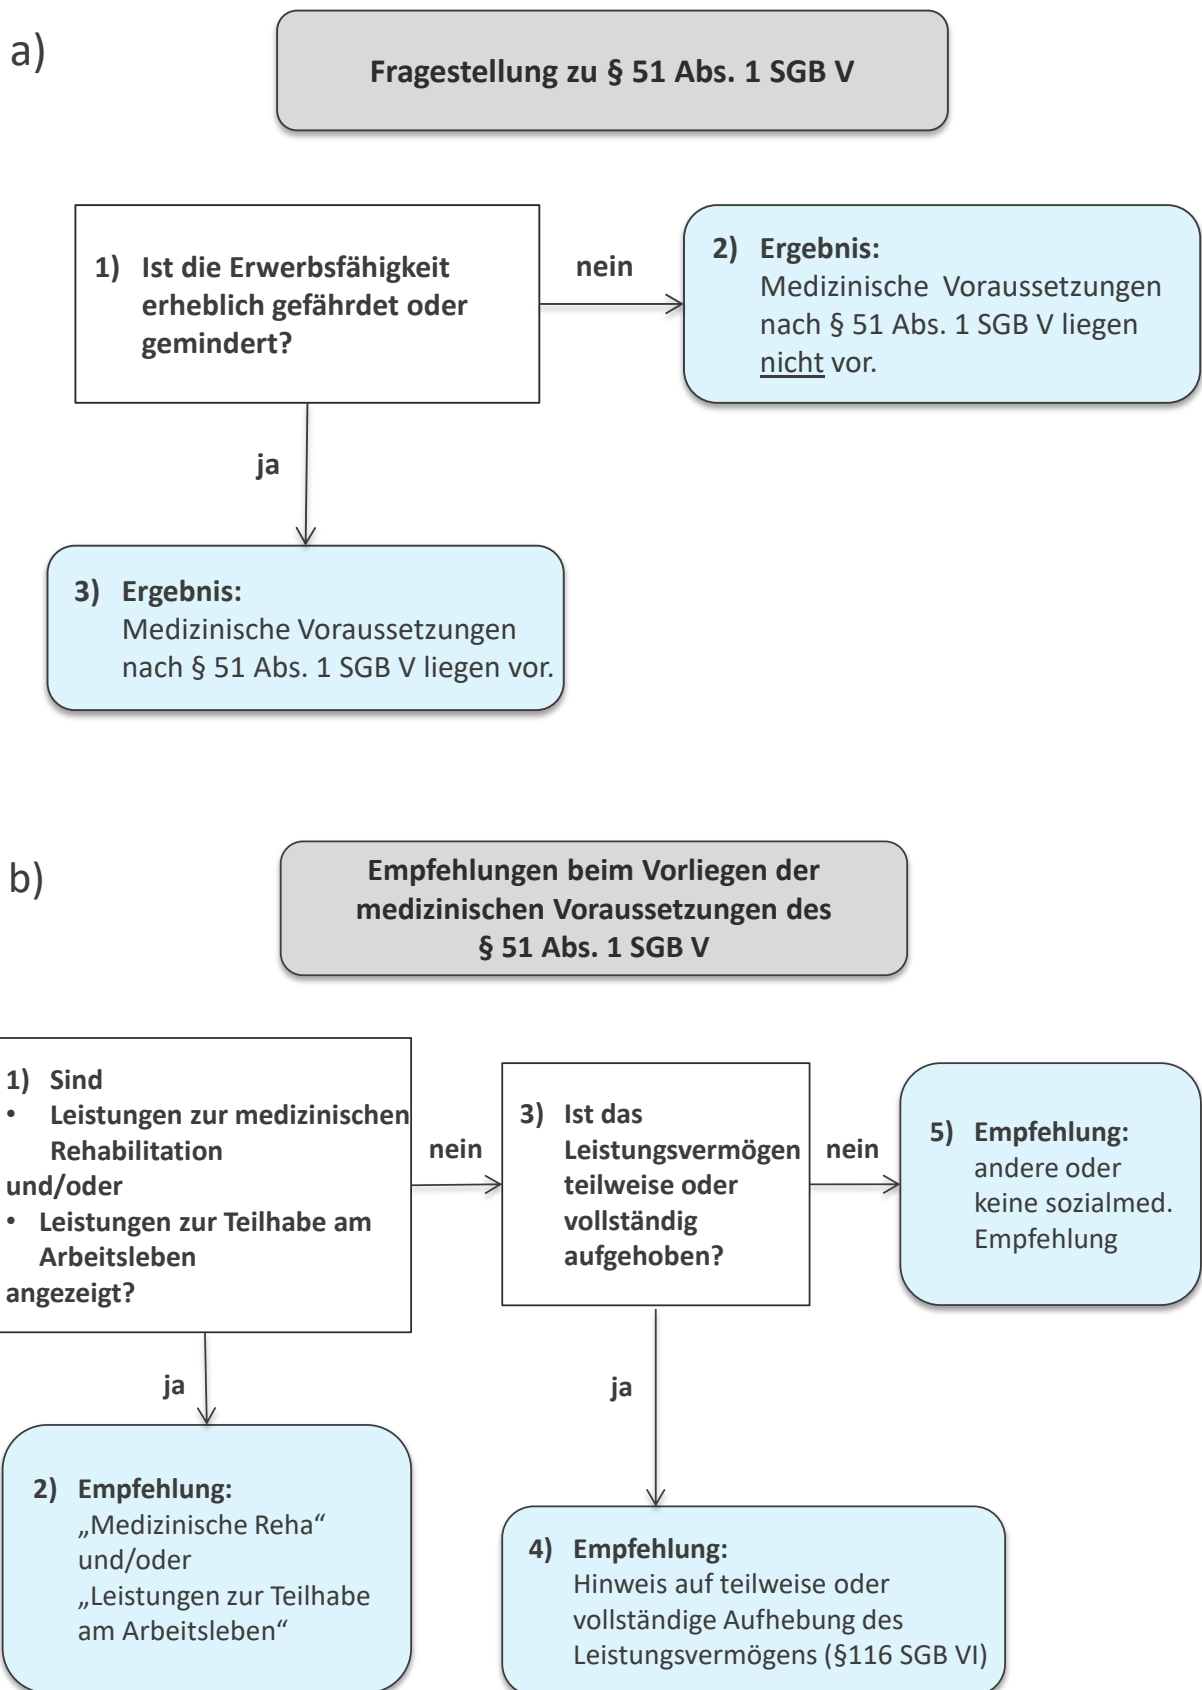 a)
Fragestellung zu § 51 Abs. 1 SGB V
1) Ist die Erwerbsfähigkeit
erheblich gefährdet oder
gemindert?
nein
2) Ergebnis:
Medizinische Voraussetzungen
nach § 51 Abs. 1 SGB V liegen
nicht vor.
ja
3) Ergebnis:
Medizinische Voraussetzungen
nach § 51 Abs. 1 SGB V liegen vor.
b)
Empfehlungen beim Vorliegen der
medizinischen Voraussetzungen des
§ 51 Abs. 1 SGB V
1) Sind
• Leistungen zur medizinischen
Rehabilitation
und/oder
• Leistungen zur Teilhabe am
Arbeitsleben
angezeigt?
nein
3) Ist das
Leistungsvermögen
teilweise oder
vollständig
aufgehoben?
nein
5) Empfehlung:
andere oder
keine sozialmed.
Empfehlung
ja
2) Empfehlung:
„Medizinische Reha“
und/oder
„Leistungen zur Teilhabe
am Arbeitsleben“
ja
4) Empfehlung:
Hinweis auf teilweise oder
vollständige Aufhebung des
Leistungsvermögens (§116 SGB VI)